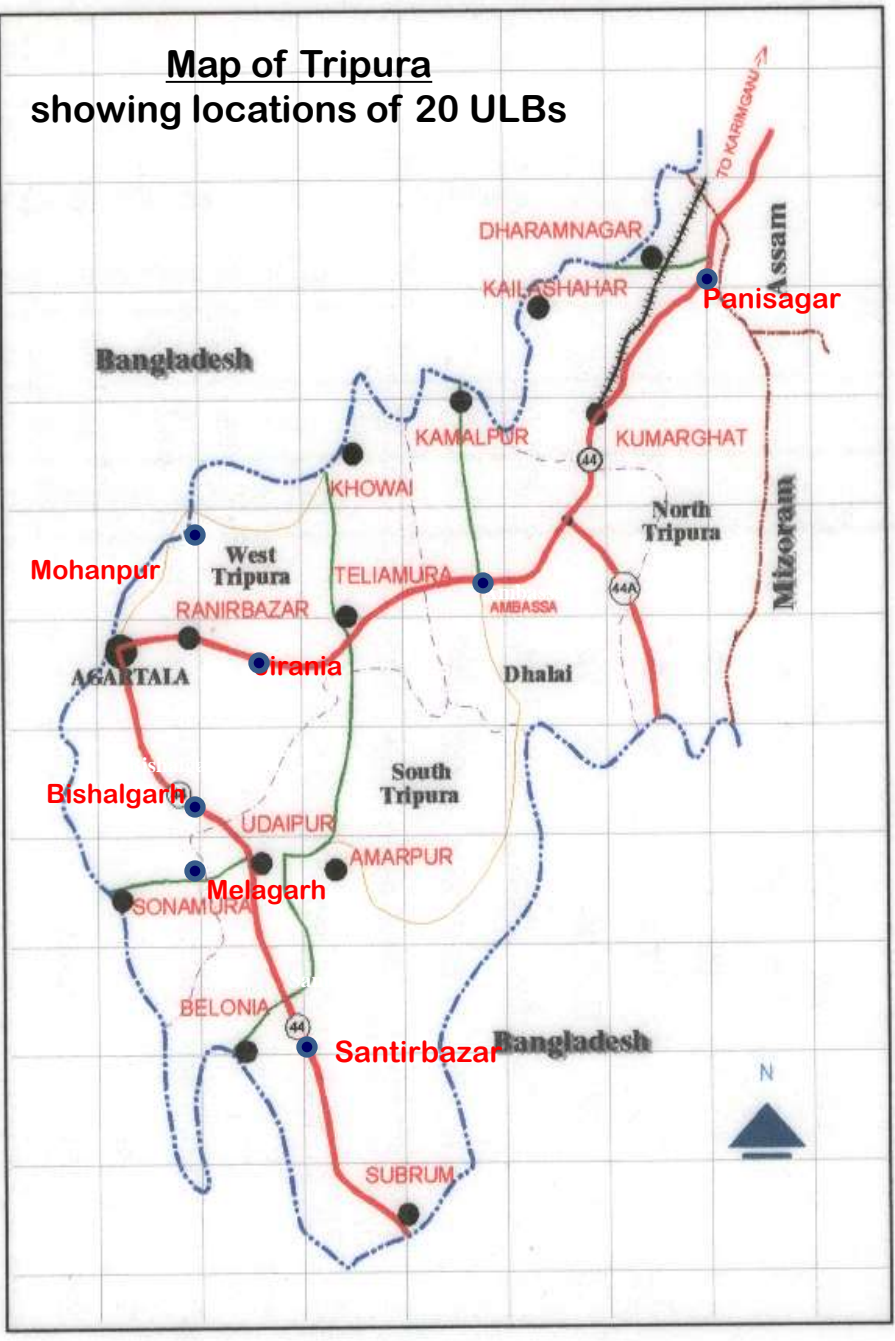 Map of Tripura
showing locations of 20 ULBs
TO KARIMGANJ ->
DHARAMNAGAR
Assam
KAILASHAHAR
Panisagar
Bangladesh
KAMALPUR
KUMARGHAT
44
KHOWAI
North
Tripura
Mizoram
Mohanpur
West
Tripura
TELIAMURA
44A
AMBASSA
RANIRBAZAR
irania
Dhalai
AGARTALA
South
Tripura
Bishalgarh
UDAIPUR
AMARPUR
Melagarh
SONAMURA
BELONIA
44
Santirbazar
Bangladesh
N
SUBRUM